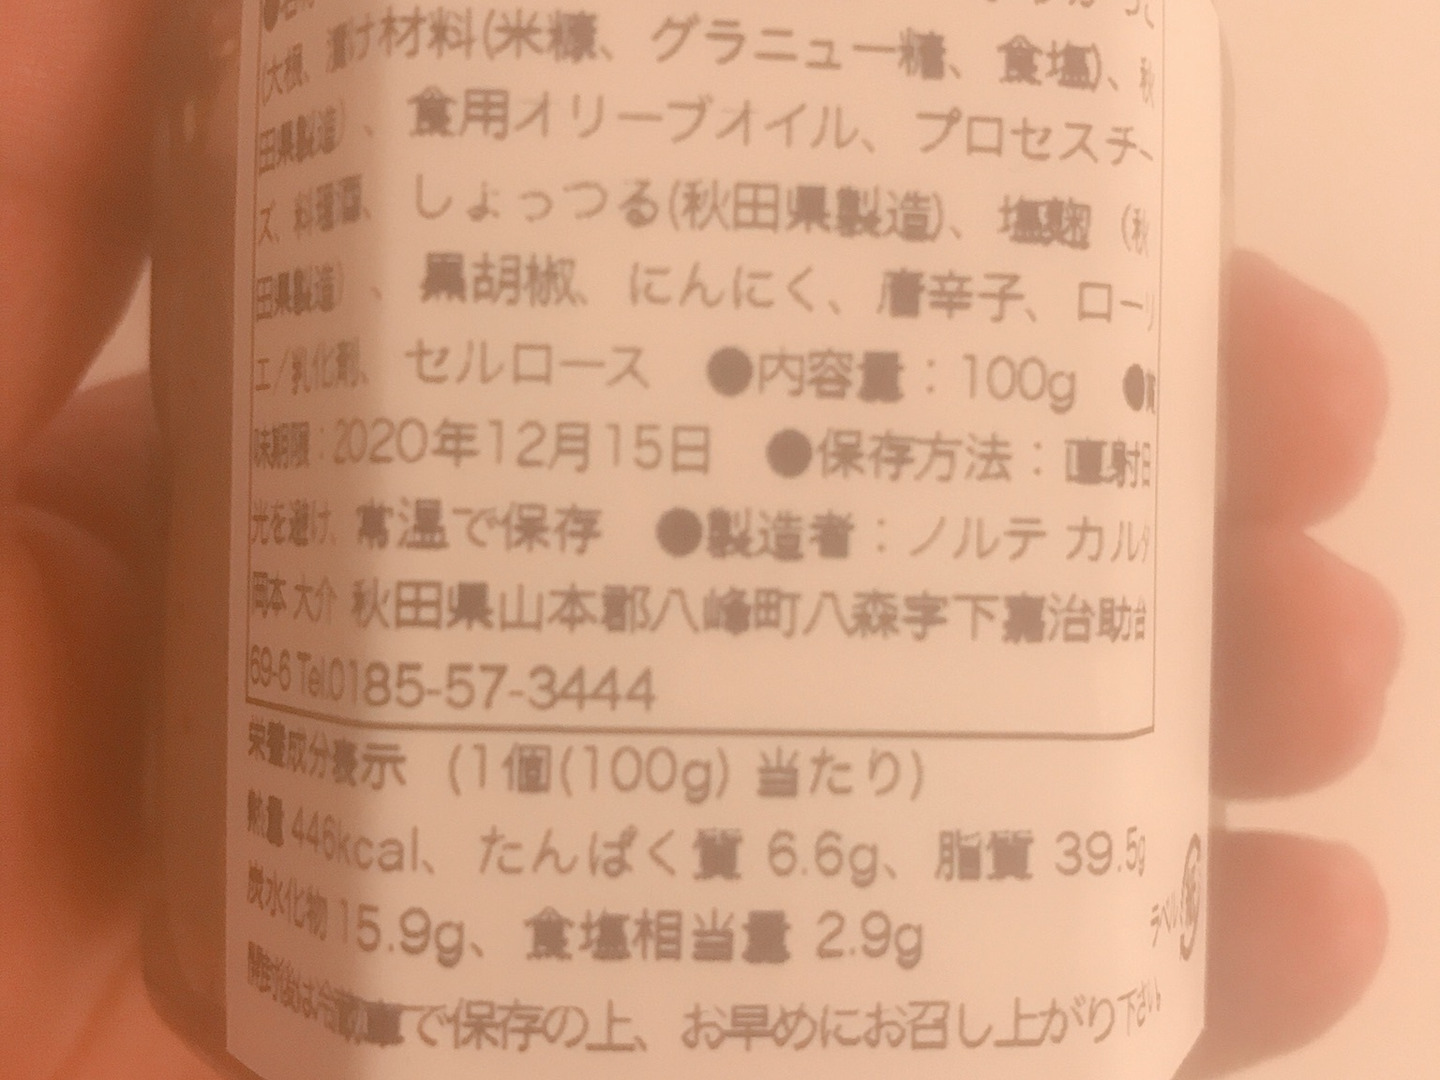 (大根、漬け材料(米糠、グラニュー糖、食塩)、秋
田県製造)、食用オリーブオイル、プロセスチー
ズ、料理酒、しょっつる(秋田県製造)、塩麹(秋
田県製造)、黒胡椒、にんにく、唐辛子、ローリ
エ/乳化剤、セルロース ●内容量:100g ●賞
味期限:2020年12月15日 ●保存方法:直射日
光を避け、常温で保存 ●製造者:ノルテ カルタ
岡本 大介 秋田県山本郡八峰町八森字下嘉治助台
69-6 Tel.0185-57-3444
栄養成分表示 (1個(100g) 当たり)
熱量 446kcal、たんぱく質 6.6g、脂質 39.5g
炭水化物 15.9g、食塩相当量 2.9g
ラベル
開封後は冷蔵庫で保存の上、お早めにお召し上がり下さい。